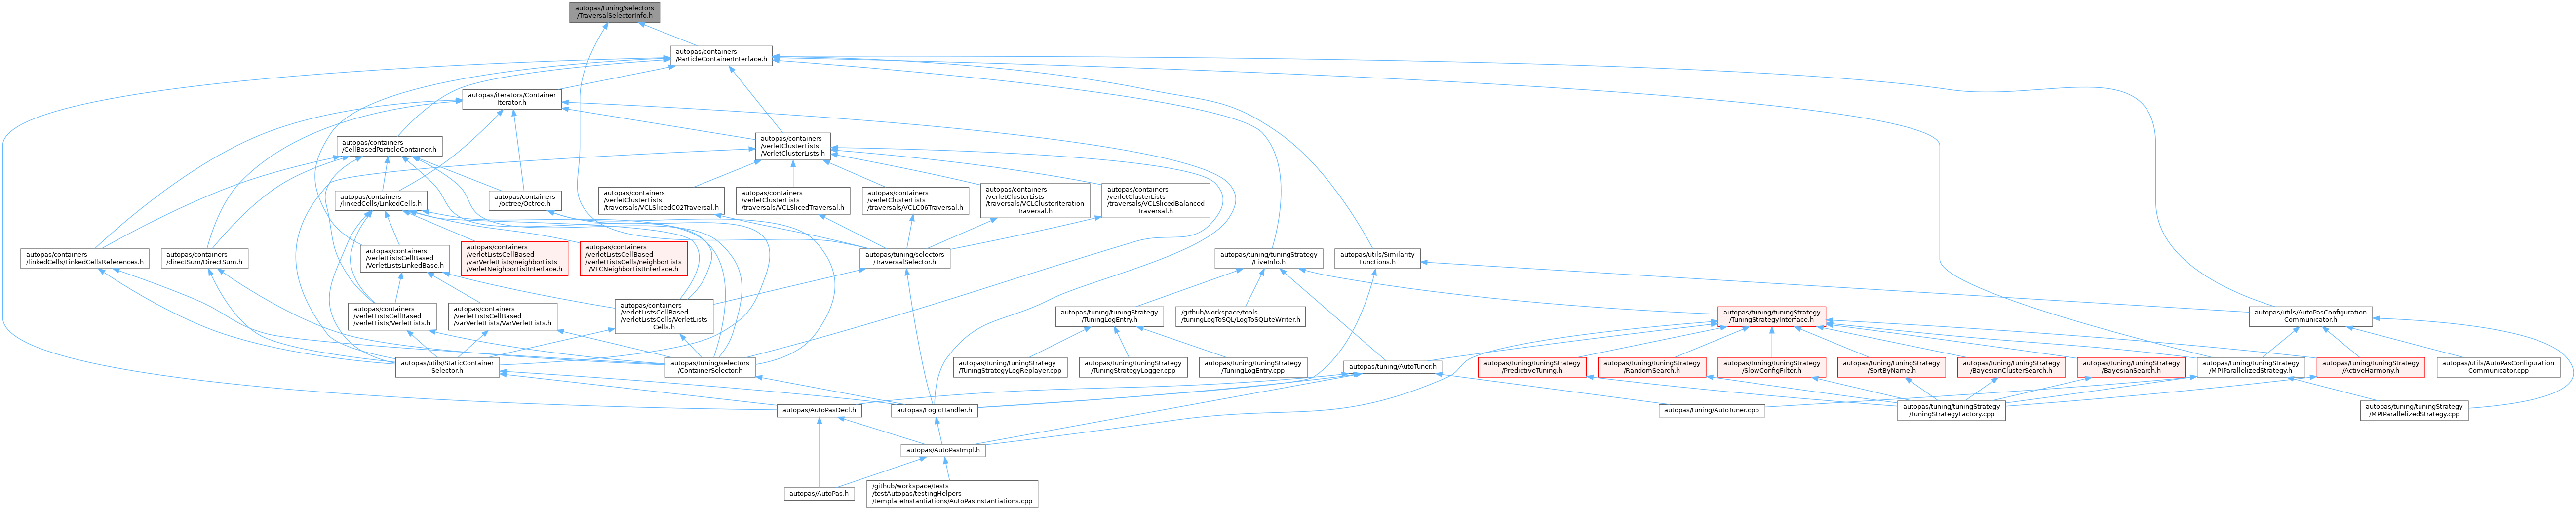 autopas/tuning/selectors
/TraversalSelectorInfo.h
autopas/containers
/ParticleContainerInterface.h
autopas/iterators/Container
Iterator.h
autopas/containers
/CellBasedParticleContainer.h
autopas/containers
/verletClusterLists
/VerletClusterLists.h
autopas/containers
/linkedCells/LinkedCells.h
autopas/containers
/octree/Octree.h
autopas/containers
/verletClusterLists
/traversals/VCLSlicedC02Traversal.h
autopas/containers
/verletClusterLists
/traversals/VCLSlicedTraversal.h
autopas/containers
/verletClusterLists
/traversals/VCLC06Traversal.h
autopas/containers
/verletClusterLists
/traversals/VCLClusterIteration
Traversal.h
autopas/containers
/verletClusterLists
/traversals/VCLSlicedBalanced
Traversal.h
autopas/containers
/linkedCells/LinkedCellsReferences.h
autopas/containers
/directSum/DirectSum.h
autopas/containers
/verletListsCellBased
/VerletListsLinkedBase.h
autopas/containers
/verletListsCellBased
/varVerletLists/neighborLists
/VerletNeighborListInterface.h
autopas/containers
/verletListsCellBased
/verletListsCells/neighborLists
/VLCNeighborListInterface.h
autopas/tuning/selectors
/TraversalSelector.h
autopas/tuning/tuningStrategy
/LiveInfo.h
autopas/utils/Similarity
Functions.h
autopas/containers
/verletListsCellBased
/verletLists/VerletLists.h
autopas/containers
/verletListsCellBased
/varVerletLists/VarVerletLists.h
autopas/containers
/verletListsCellBased
/verletListsCells/VerletLists
Cells.h
autopas/tuning/tuningStrategy
/TuningLogEntry.h
/github/workspace/tools
/tuningLogToSQL/LogToSQLiteWriter.h
autopas/tuning/tuningStrategy
/TuningStrategyInterface.h
autopas/utils/AutoPasConfiguration
Communicator.h
autopas/utils/StaticContainer
Selector.h
autopas/tuning/selectors
/ContainerSelector.h
autopas/tuning/tuningStrategy
/TuningStrategyLogReplayer.cpp
autopas/tuning/tuningStrategy
/TuningStrategyLogger.cpp
autopas/tuning/tuningStrategy
/TuningLogEntry.cpp
autopas/tuning/AutoTuner.h
autopas/tuning/tuningStrategy
/PredictiveTuning.h
autopas/tuning/tuningStrategy
/RandomSearch.h
autopas/tuning/tuningStrategy
/SlowConfigFilter.h
autopas/tuning/tuningStrategy
/SortByName.h
autopas/tuning/tuningStrategy
/BayesianClusterSearch.h
autopas/tuning/tuningStrategy
/BayesianSearch.h
autopas/tuning/tuningStrategy
/MPIParallelizedStrategy.h
autopas/tuning/tuningStrategy
/ActiveHarmony.h
autopas/utils/AutoPasConfiguration
Communicator.cpp
autopas/AutoPasDecl.h
autopas/LogicHandler.h
autopas/tuning/AutoTuner.cpp
autopas/tuning/tuningStrategy
/TuningStrategyFactory.cpp
autopas/tuning/tuningStrategy
/MPIParallelizedStrategy.cpp
autopas/AutoPasImpl.h
autopas/AutoPas.h
/github/workspace/tests
/testAutopas/testingHelpers
/templateInstantiations/AutoPasInstantiations.cpp